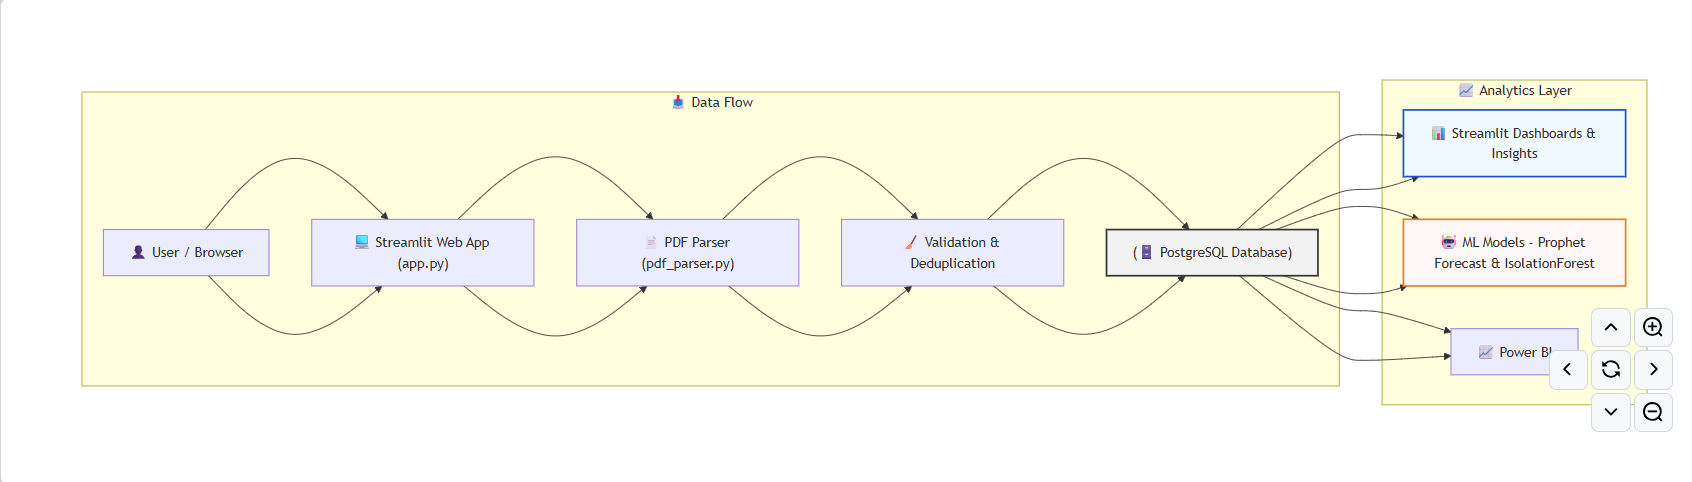 Data Flow
Analytics Layer
Streamlit Dashboards &
Insights
User / Browser
Streamlit Web App
(app.py)
PDF Parser
(pdf_parser.py)
Validation &
Deduplication
( PostgreSQL Database)
ML Models - Prophet
Forecast & IsolationForest
Power BI